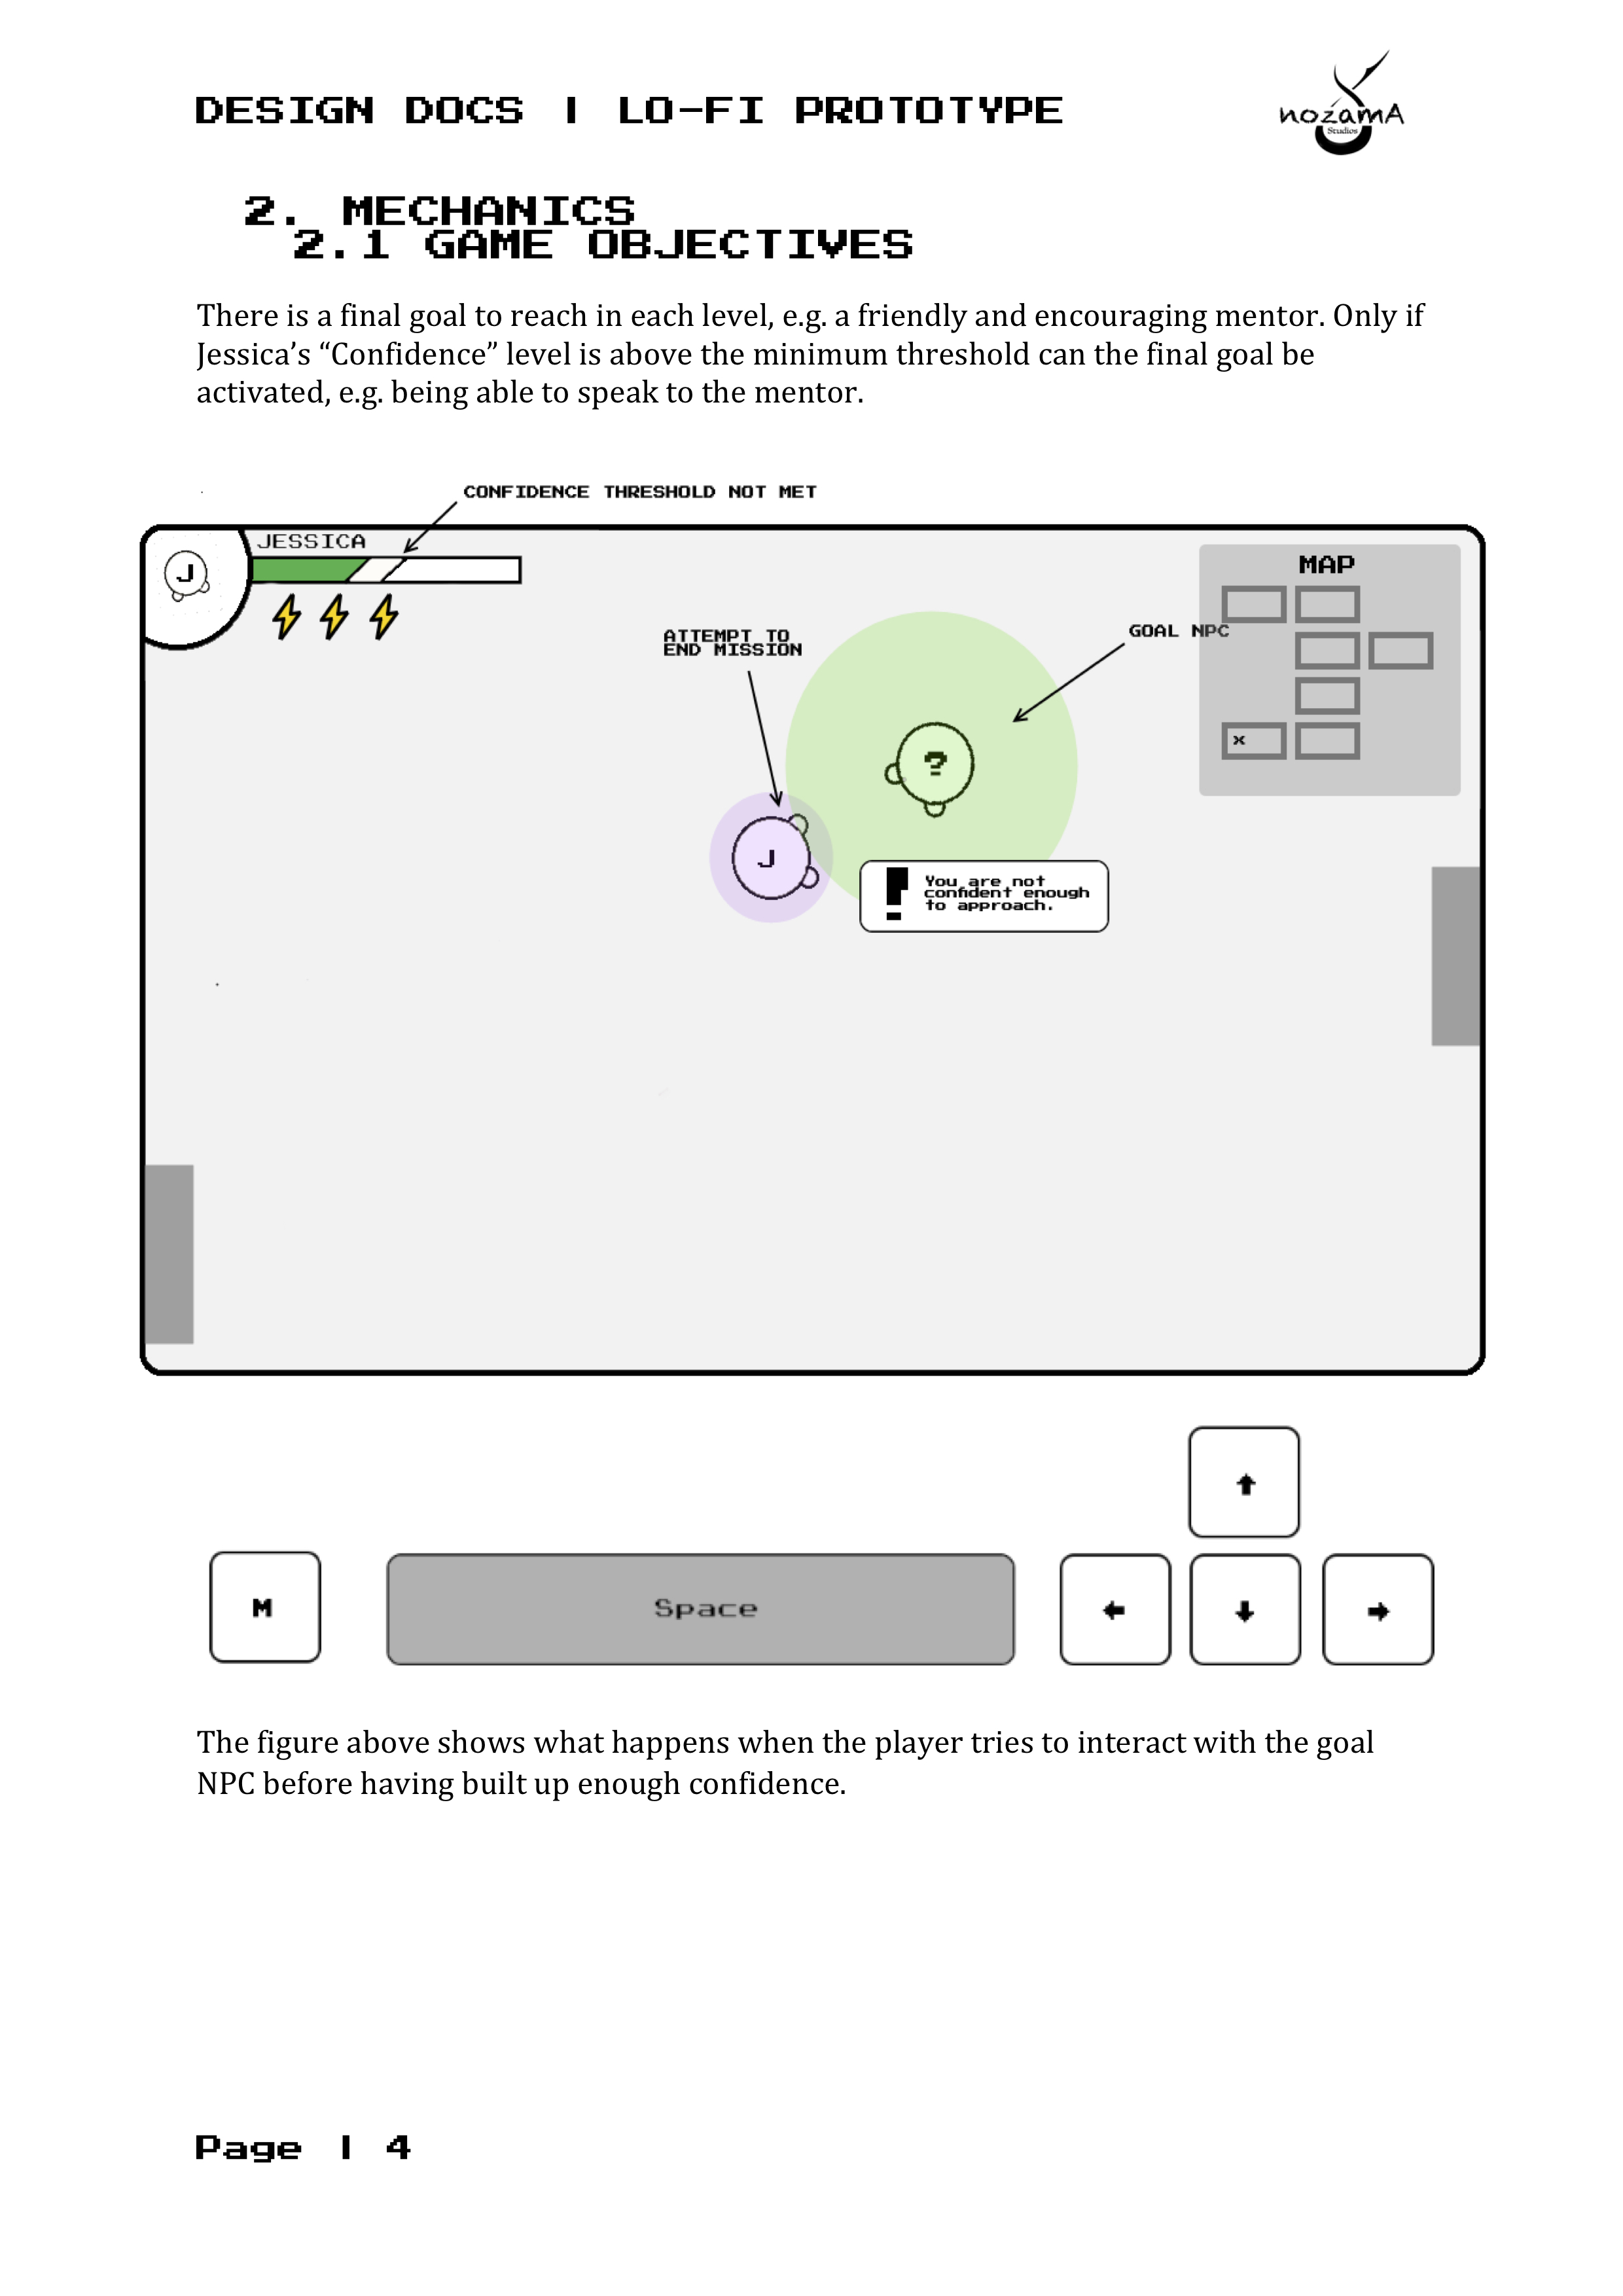 DESIGN DOCS | LO-FI PROTOTYPE
nozamA
Studios
2. MECHANICS
2.1 GAME OBJECTIVES
There is a final goal to reach in each level, e.g. a friendly and encouraging mentor. Only if
Jessica’s “Confidence” level is above the minimum threshold can the final goal be
activated, e.g. being able to speak to the mentor.
CONFIDENCE THRESHOLD NOT MET
JESSICA
J
MAP
ATTEMPT TO
END MISSION
GOAL NPC
x
?
J
! You are not
confident enough
to approach.
↑
M
Space
← ↓ →
The figure above shows what happens when the player tries to interact with the goal
NPC before having built up enough confidence.
Page | 4